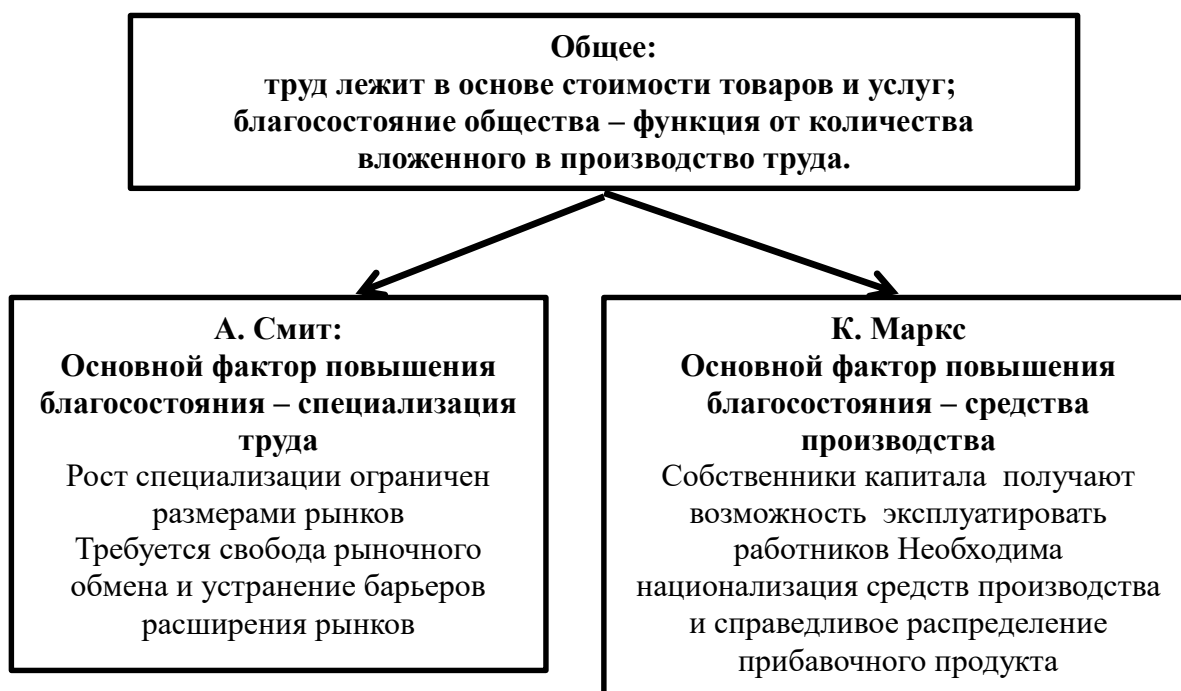 Общее:
труд лежит в основе стоимости товаров и услуг;
благосостояние общества – функция от количества
вложенного в производство труда.
А. Смит:
Основной фактор повышения
благосостояния – специализация
труда
Рост специализации ограничен
размерами рынков
Требуется свобода рыночного
обмена и устранение барьеров
расширения рынков
К. Маркс
Основной фактор повышения
благосостояния – средства
производства
Собственники капитала получают
возможность эксплуатировать
работников Необходима
национализация средств производства
и справедливое распределение
прибавочного продукта